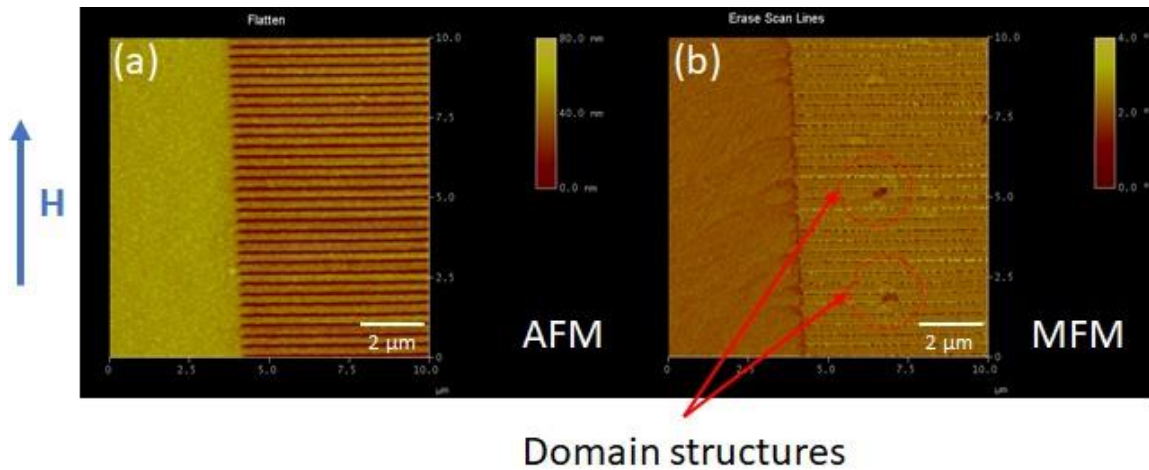 Flatten
Erase Scan Lines
(a)
10.0
7.5
5.0
2.5
0
80.0 nm
40.0 nm
0.0 nm
H
AFM
2 μm
0
2.5
5.0
7.5
10.0
μm
(b)
10.0
7.5
5.0
2.5
0
4.0 °
2.0 °
0.0 °
MFM
2 μm
0
2.5
5.0
7.5
10.0
μm
Domain structures